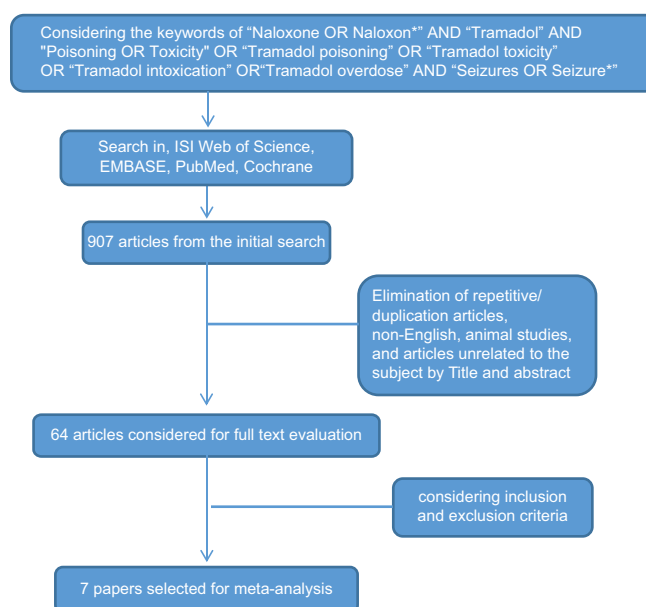 Considering the keywords of “Naloxone OR Naloxon*” AND “Tramadol” AND
"Poisoning OR Toxicity" OR “Tramadol poisoning” OR “Tramadol toxicity”
OR “Tramadol intoxication” OR“Tramadol overdose” AND “Seizures OR Seizure*”
Search in, ISI Web of Science,
EMBASE, PubMed, Cochrane
907 articles from the initial search
Elimination of repetitive/
duplication articles,
non-English, animal studies,
and articles unrelated to the
subject by Title and abstract
64 articles considered for full text evaluation
considering inclusion
and exclusion criteria
7 papers selected for meta-analysis